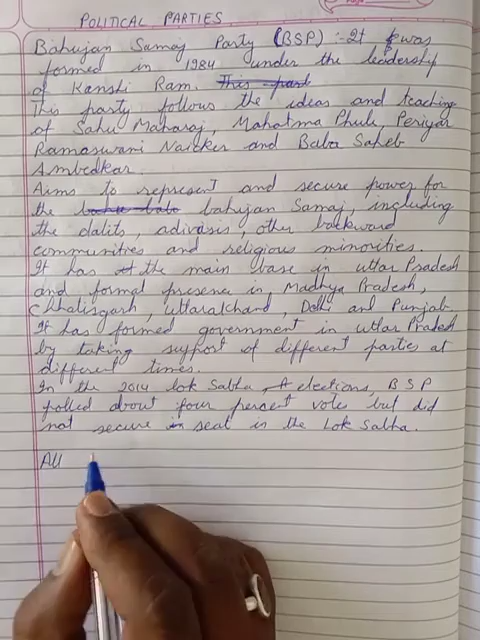 POLITICAL PARTIES
Bahujan Samaj Party (BSP) :- It was
formed in 1984 under the leadership
of Kanshi Ram. This part
This party follows the ideas and teaching
of Sahu Maharaj, Mahatma Phule, Periyar
Ramaswami Naicker and Baba Saheb
Ambedkar.
Aims to represent and secure power for
the bahujan Samaj, including
the dalits, adivasis, other backward
communities and religious minorities.
It has the main base in uttar Pradesh
and formal presence in, Madhya Pradesh,
Chhatisgarh, uttarakhand, Delhi and Punjab.
It has formed government in uttar Pradesh
by taking support of different parties at
different times.
In the 2014 lok Sabha elections, BSP
polled about four percent votes but did
not secure seat in the Lok Sabha.
All